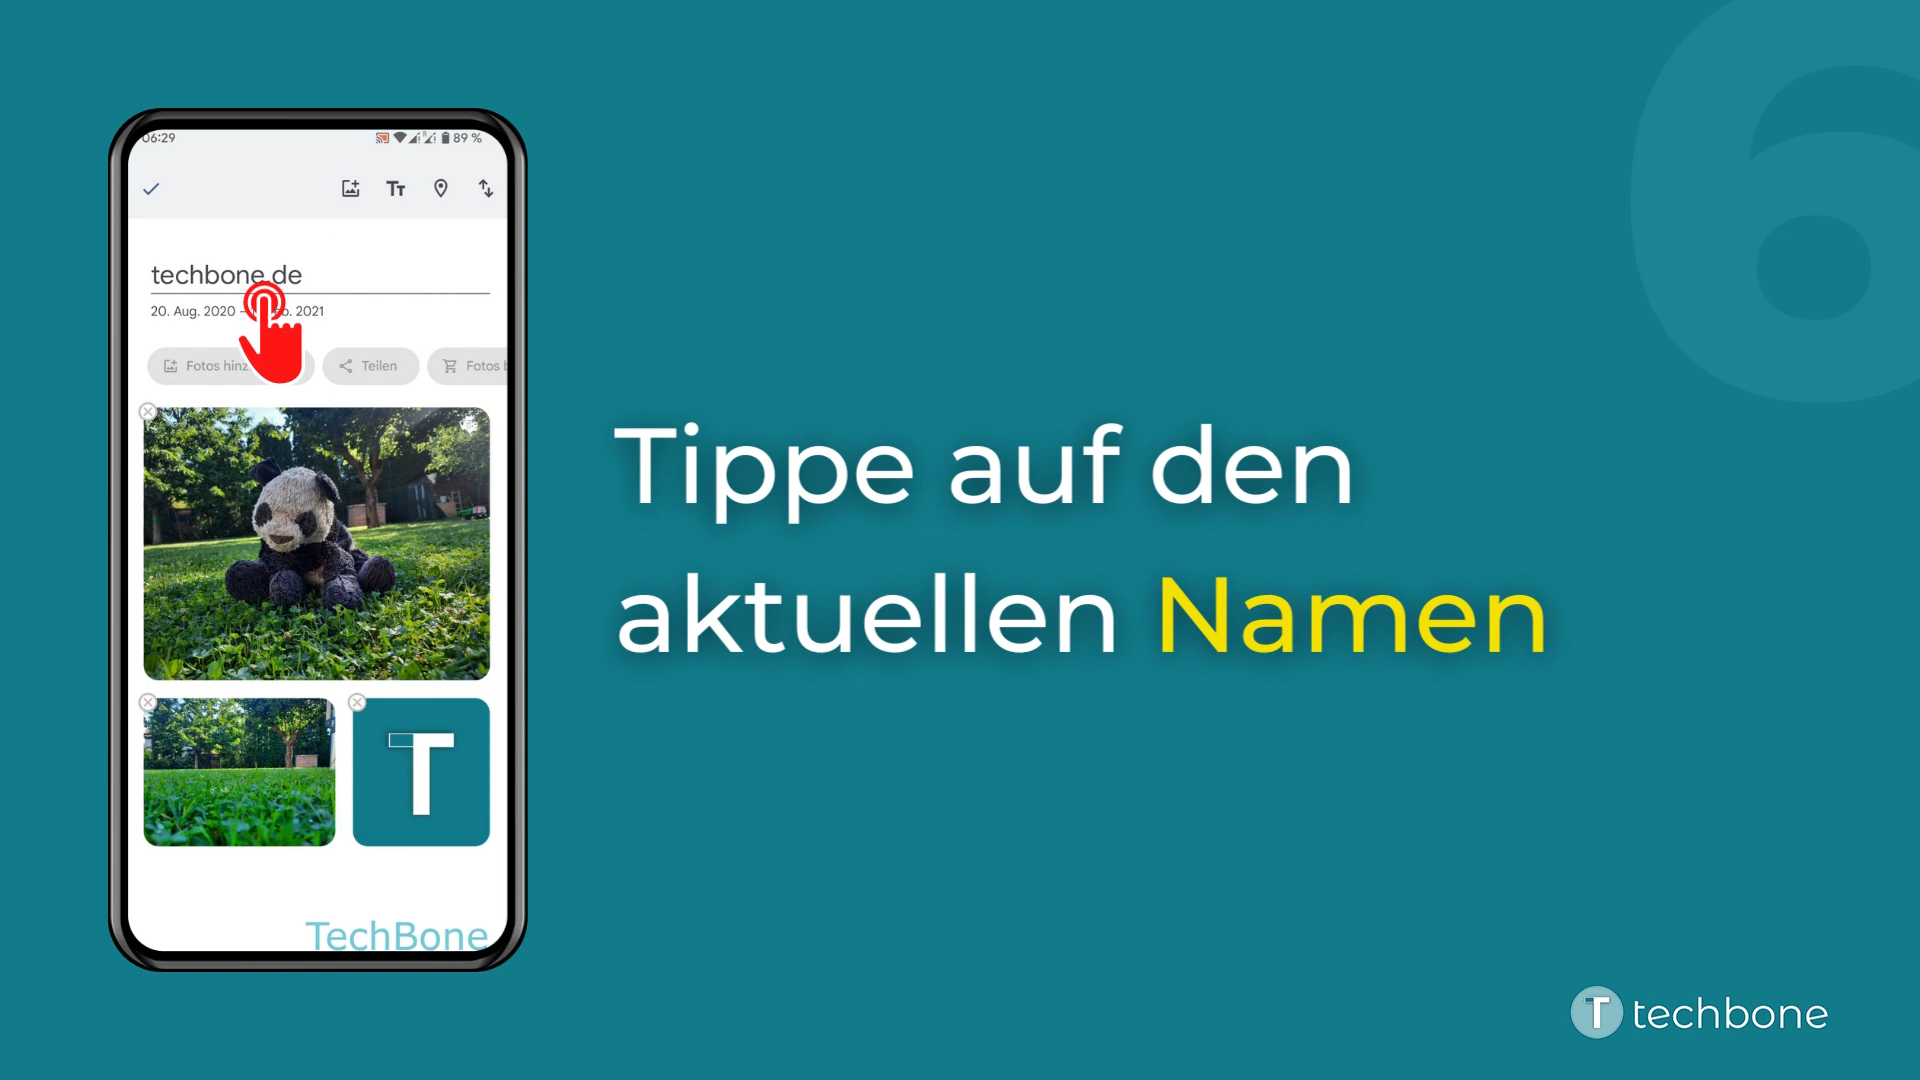 6
06:29
89 %
techbone.de
20. Aug. 2020 –
2021
Fotos
Teilen
Fotos
T
TechBone
Tippe auf den
aktuellen Namen
T techbone